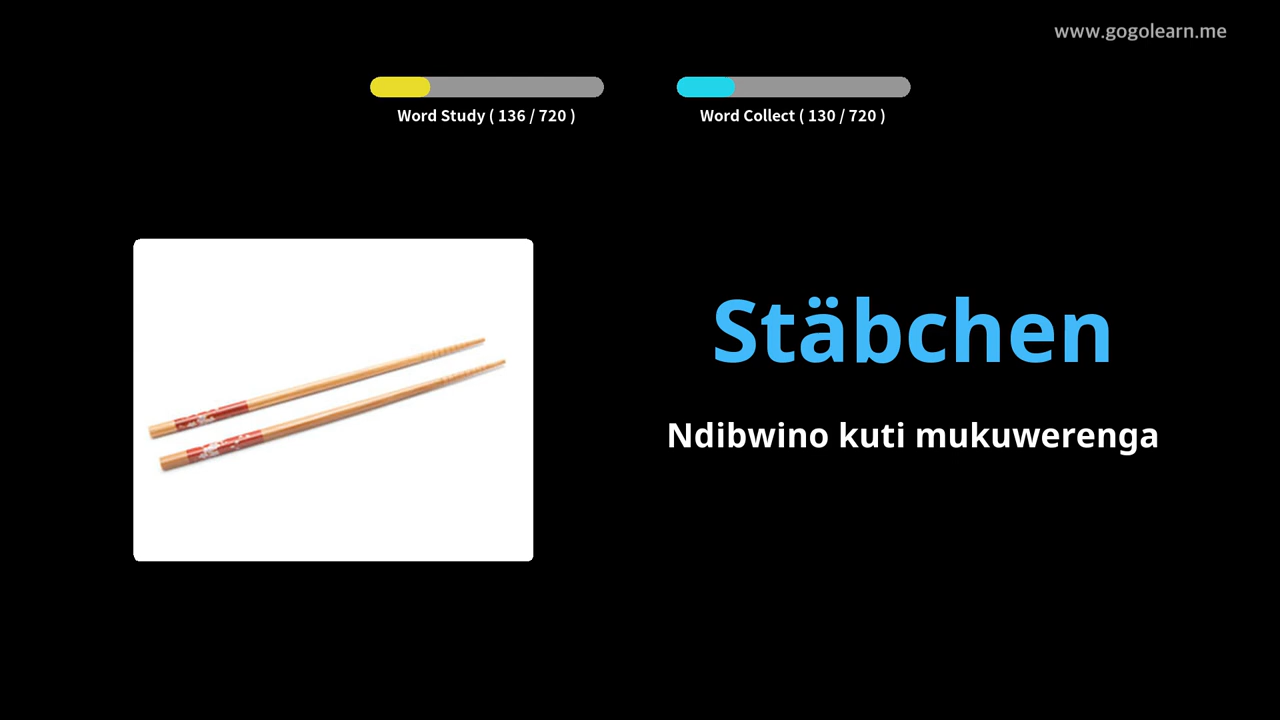 www.gogolearn.me
Word Study ( 136 / 720 )
Word Collect ( 130 / 720 )
Stäbchen
Ndibwino kuti mukuwerenga